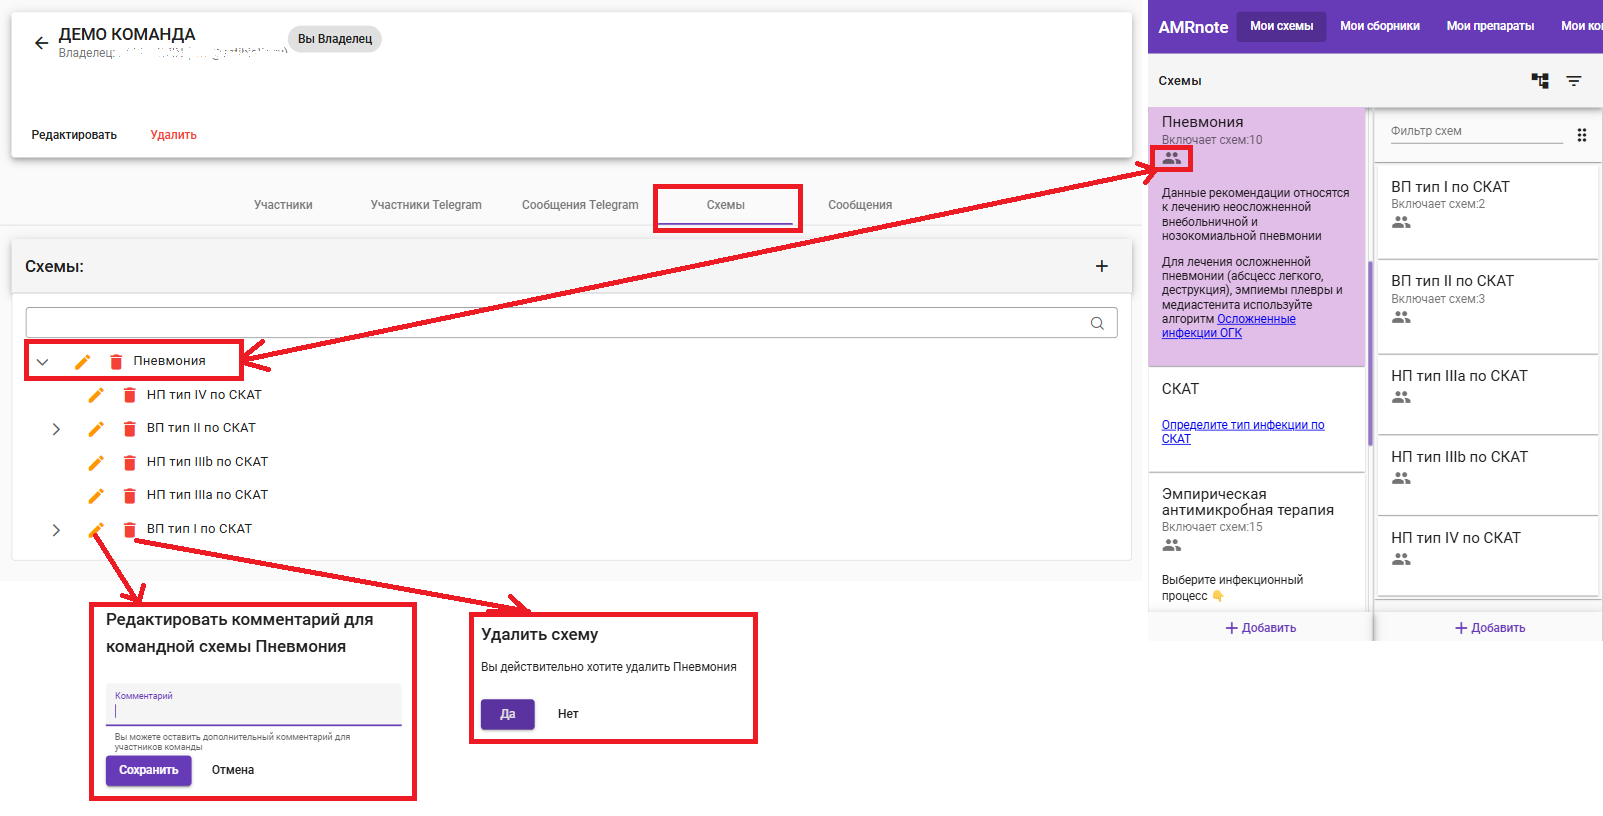 ДЕМО КОМАНДА
Вы Владелец
Владелец:
Редактировать
Удалить
Участники
Участники Telegram
Сообщения Telegram
Схемы
Сообщения
Схемы:
Пневмония
НП тип IV по СКАТ
ВП тип II по СКАТ
НП тип IIIb по СКАТ
НП тип IIIa по СКАТ
ВП тип I по СКАТ
Редактировать комментарий для
командной схемы Пневмония
Комментарий
Вы можете оставить дополнительный комментарий для
участников команды
Сохранить
Отмена
Удалить схему
Вы действительно хотите удалить Пневмония
Да
Нет
AMRnote
Мои схемы
Мои сборники
Мои препараты
Мои ко
Схемы
Пневмония
Включает схем:10
Данные рекомендации относятся
к лечению неосложненной
внебольничной и
нозокомиальной пневмонии
Для лечения осложненной
пневмонии (абсцесс легкого,
деструкция), эмпиемы плевры и
медиастенита используйте
алгоритм Осложненные
инфекции ОГК
СКАТ
Определите тип инфекции по
СКАТ
Эмпирическая
антимикробная терапия
Включает схем:15
Выберите инфекционный
процесс 👇
+ Добавить
Фильтр схем
ВП тип I по СКАТ
Включает схем:2
ВП тип II по СКАТ
Включает схем:3
НП тип IIIa по СКАТ
НП тип IIIb по СКАТ
НП тип IV по СКАТ
+ Добавить